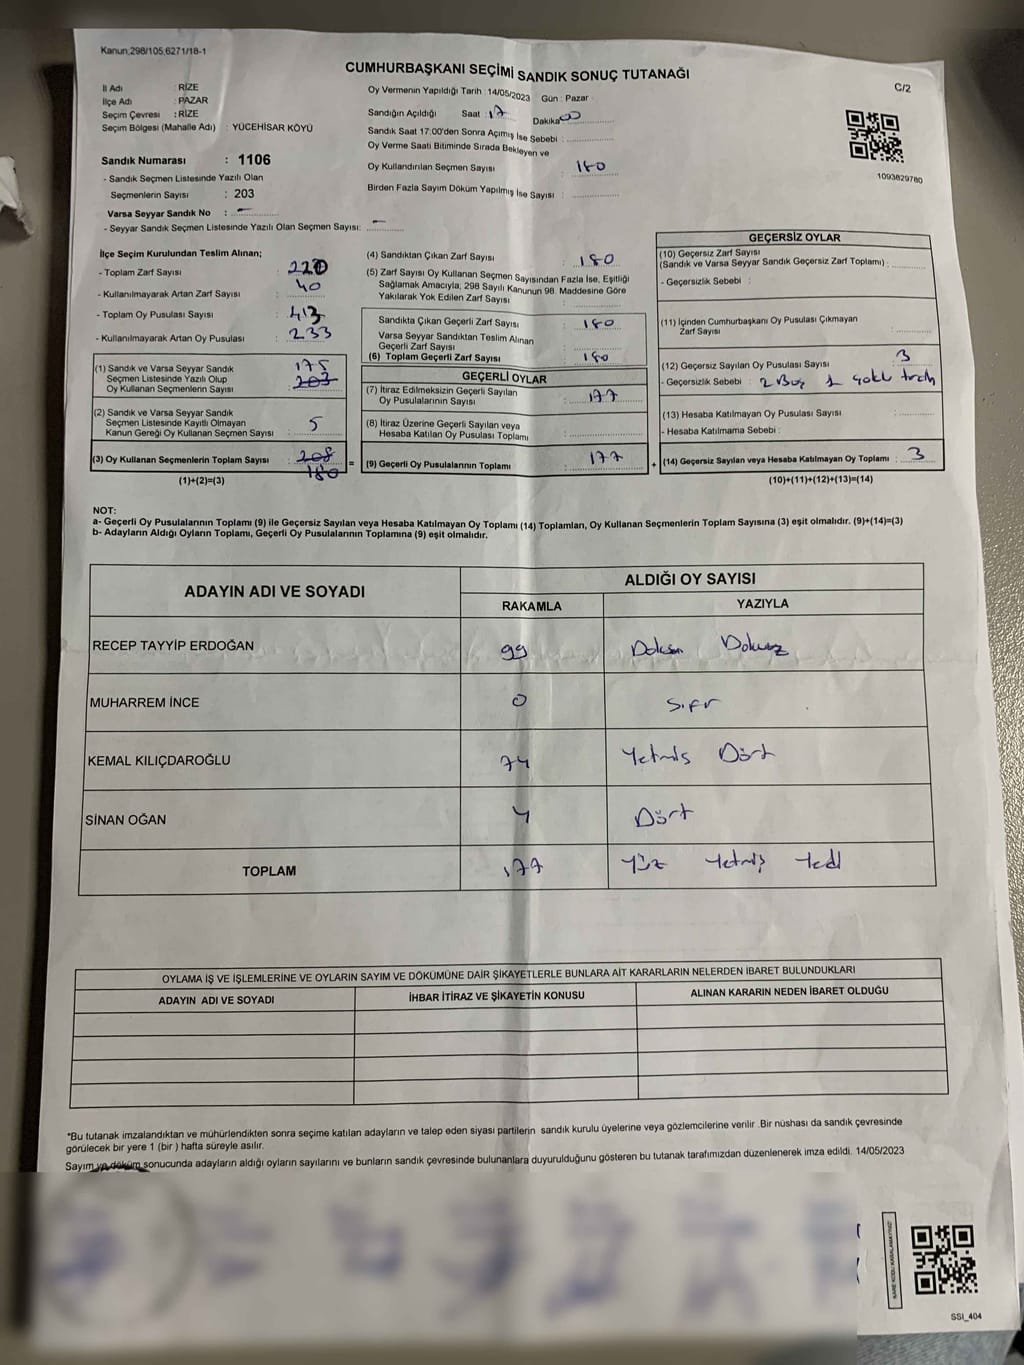 Kanun;298/105;6271/18-1
CUMHURBAŞKANI SEÇİMİ SANDIK SONUÇ TUTANAĞI
C/2
İl Adı : RİZE
İlçe Adı : PAZAR
Seçim Çevresi : RİZE
Seçim Bölgesi (Mahalle Adı) : YÜCEHİSAR KÖYÜ
Sandık Numarası : 1106
- Sandık Seçmen Listesinde Yazılı Olan
Seçmenlerin Sayısı : 203
Varsa Seyyar Sandık No : -
- Seyyar Sandık Seçmen Listesinde Yazılı Olan Seçmen Sayısı: -
Oy Vermenin Yapıldığı Tarih : 14/05/2023 Gün : Pazar
Sandığın Açıldığı Saat : 17 Dakika 00
Sandık Saat 17:00'den Sonra Açımış İse Sebebi :
Oy Verme Saati Bitiminde Sırada Bekleyen ve
Oy Kullandırılan Seçmen Sayısı : 180
Birden Fazla Sayım Döküm Yapılmış İse Sayısı :
1093829780
İlçe Seçim Kurulundan Teslim Alınan;
- Toplam Zarf Sayısı : 220
- Kullanılmayarak Artan Zarf Sayısı : 40
- Toplam Oy Pusulası Sayısı : 413
- Kullanılmayarak Artan Oy Pusulası : 233
(1) Sandık ve Varsa Seyyar Sandık
Seçmen Listesinde Yazılı Olup
Oy Kullanan Seçmenlerin Sayısı : 175 203
(2) Sandık ve Varsa Seyyar Sandık
Seçmen Listesinde Kayıtlı Olmayan
Kanun Gereği Oy Kullanan Seçmen Sayısı : 5
(3) Oy Kullanan Seçmenlerin Toplam Sayısı : 208 180
(1)+(2)=(3)
(4) Sandıktan Çıkan Zarf Sayısı : 180
(5) Zarf Sayısı Oy Kullanan Seçmen Sayısından Fazla İse, Eşitliği
Sağlamak Amacıyla, 298 Sayılı Kanunun 98. Maddesine Göre
Yakılarak Yok Edilen Zarf Sayısı :
Sandıkta Çıkan Geçerli Zarf Sayısı : 180
Varsa Seyyar Sandıktan Teslim Alınan
Geçerli Zarf Sayısı :
(6) Toplam Geçerli Zarf Sayısı : 180
GEÇERLİ OYLAR
(7) İtiraz Edilmeksizin Geçerli Sayılan
Oy Pusulalarının Sayısı : 177
(8) İtiraz Üzerine Geçerli Sayılan veya
Hesaba Katılan Oy Pusulası Toplamı :
= (9) Geçerli Oy Pusulalarının Toplamı : 177
GEÇERSİZ OYLAR
(10) Geçersiz Zarf Sayısı
(Sandık ve Varsa Seyyar Sandık Geçersiz Zarf Toplamı) :
- Geçersizlik Sebebi :
(11) İçinden Cumhurbaşkanı Oy Pusulası Çıkmayan
Zarf Sayısı :
(12) Geçersiz Sayılan Oy Pusulası Sayısı : 3
- Geçersizlik Sebebi : 2 Boş 1
(13) Hesaba Katılmayan Oy Pusulası Sayısı :
- Hesaba Katılmama Sebebi :
+ (14) Geçersiz Sayılan veya Hesaba Katılmayan Oy Toplamı : 3
(10)+(11)+(12)+(13)=(14)
NOT:
a- Geçerli Oy Pusulalarının Toplamı (9) ile Geçersiz Sayılan veya Hesaba Katılmayan Oy Toplamı (14) Toplamları, Oy Kullanan Seçmenlerin Toplam Sayısına (3) eşit olmalıdır. (9)+(14)=(3)
b- Adayların Aldığı Oyların Toplamı, Geçerli Oy Pusulalarının Toplamına (9) eşit olmalıdır.
ADAYIN ADI VE SOYADI
ALDIĞI OY SAYISI
RAKAMLA YAZIYLA
RECEP TAYYİP ERDOĞAN 99 Doksan Dokuz
MUHARREM İNCE 0 Sıfır
KEMAL KILIÇDAROĞLU 74 Yetmiş Dört
SİNAN OĞAN 4 Dört
TOPLAM 177 Yüz Yetmiş Yedi
OYLAMA İŞ VE İŞLEMLERİNE VE OYLARIN SAYIM VE DÖKÜMÜNE DAİR ŞİKAYETLERLE BUNLARA AİT KARARLARIN NELERDEN İBARET BULUNDUKLARI
ADAYIN ADI VE SOYADI İHBAR İTİRAZ VE ŞİKAYETİN KONUSU ALINAN KARARIN NEDEN İBARET OLDUĞU
*Bu tutanak imzalandıktan ve mühürlendikten sonra seçime katılan adayların ve talep eden siyasi partilerin sandık kurulu üyelerine veya gözlemcilerine verilir .Bir nüshası da sandık çevresinde
görülecek bir yere 1 (bir ) hafta süreyle asılır.
Sayım ve döküm sonucunda adayların aldığı oyların sayılarını ve bunların sandık çevresinde bulunanlara duyurulduğunu gösteren bu tutanak tarafımızdan düzenlenerek imza edildi. 14/05/2023
KARE KODU KARALAMAYINIZ!
SSI_404